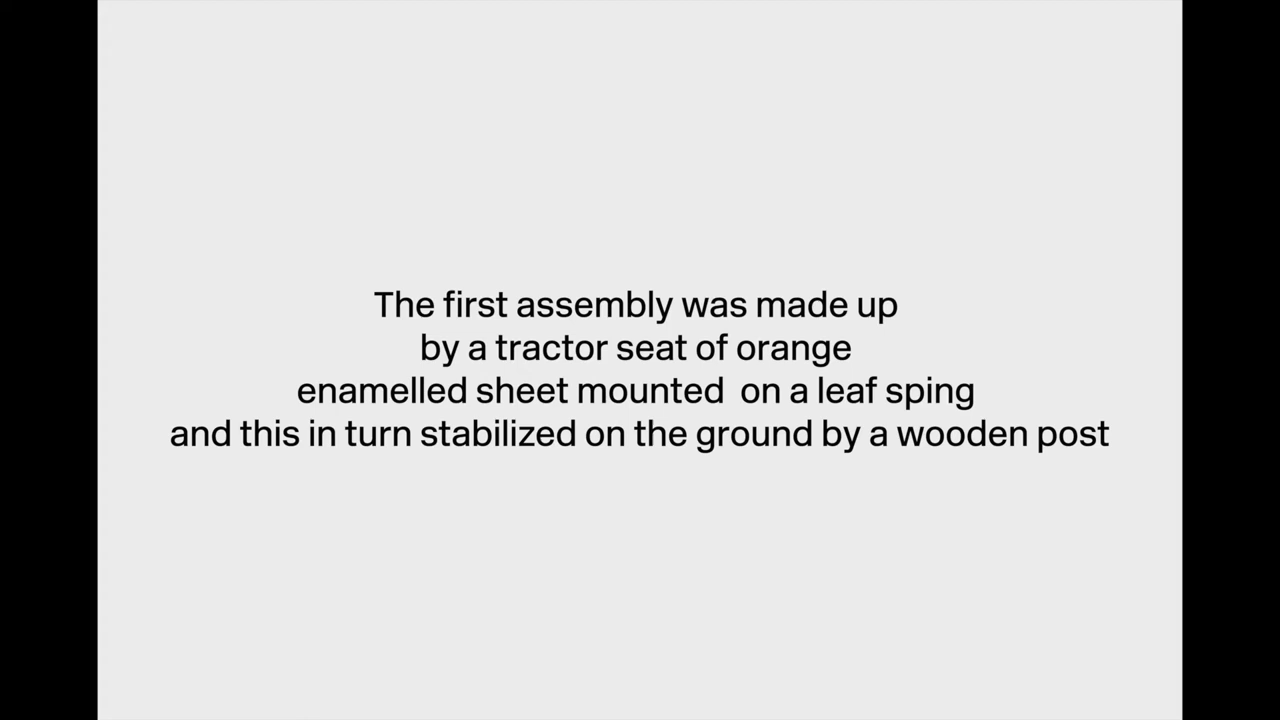 The first assembly was made up
by a tractor seat of orange
enamelled sheet mounted  on a leaf sping
and this in turn stabilized on the ground by a wooden post